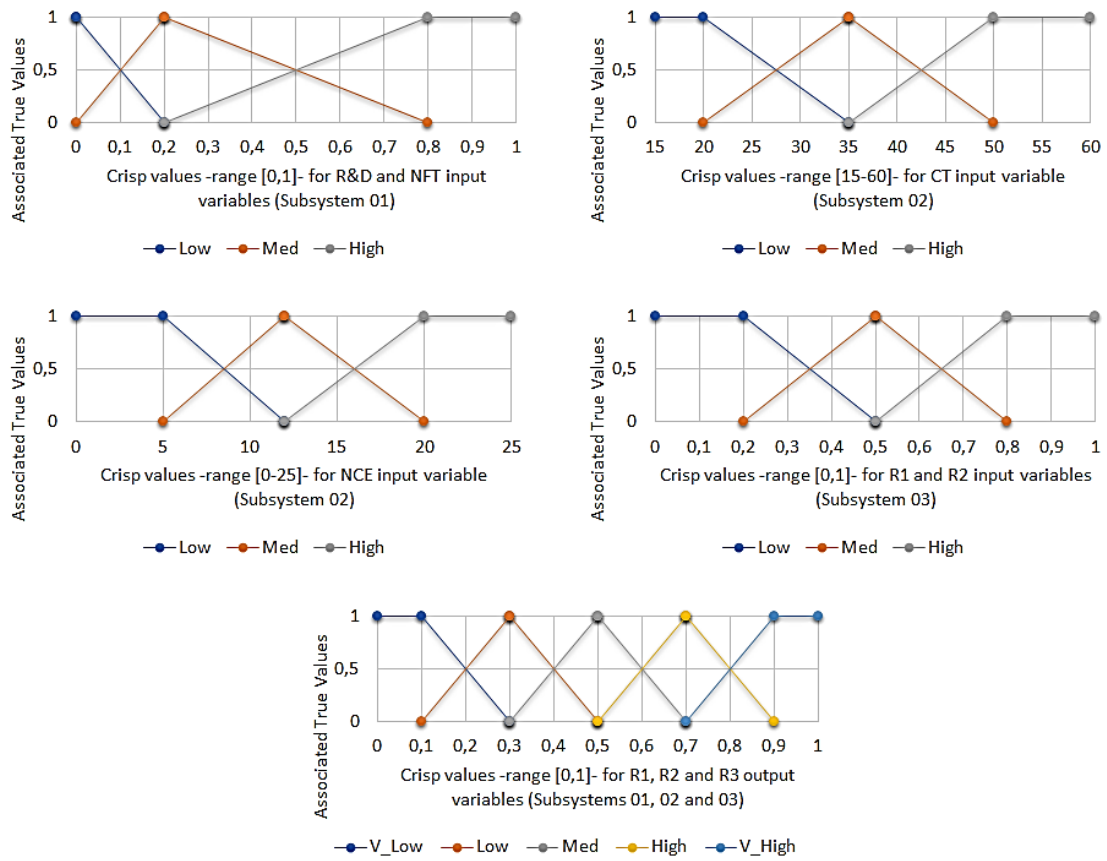 Associated True Values
1
0,5
0
0 0,1 0,2 0,3 0,4 0,5 0,6 0,7 0,8 0,9 1
Crisp values -range [0,1]- for R&D and NFT input
variables (Subsystem 01)
Low Med High
Associated True Values
1
0,5
0
15 20 25 30 35 40 45 50 55 60
Crisp values -range [15-60]- for CT input variable
(Subsystem 02)
Low Med High
Associated True Values
1
0,5
0
0 5 10 15 20 25
Crisp values -range [0-25]- for NCE input variable
(Subsystem 02)
Low Med High
Associated True Values
1
0,5
0
0 0,1 0,2 0,3 0,4 0,5 0,6 0,7 0,8 0,9 1
Crisp values -range [0,1]- for R1 and R2 input variables
(Subsystem 03)
Low Med High
Associated True Values
1
0,5
0
0 0,1 0,2 0,3 0,4 0,5 0,6 0,7 0,8 0,9 1
Crisp values -range [0,1]- for R1, R2 and R3 output
variables (Subsystems 01, 02 and 03)
V_Low Low Med High V_High